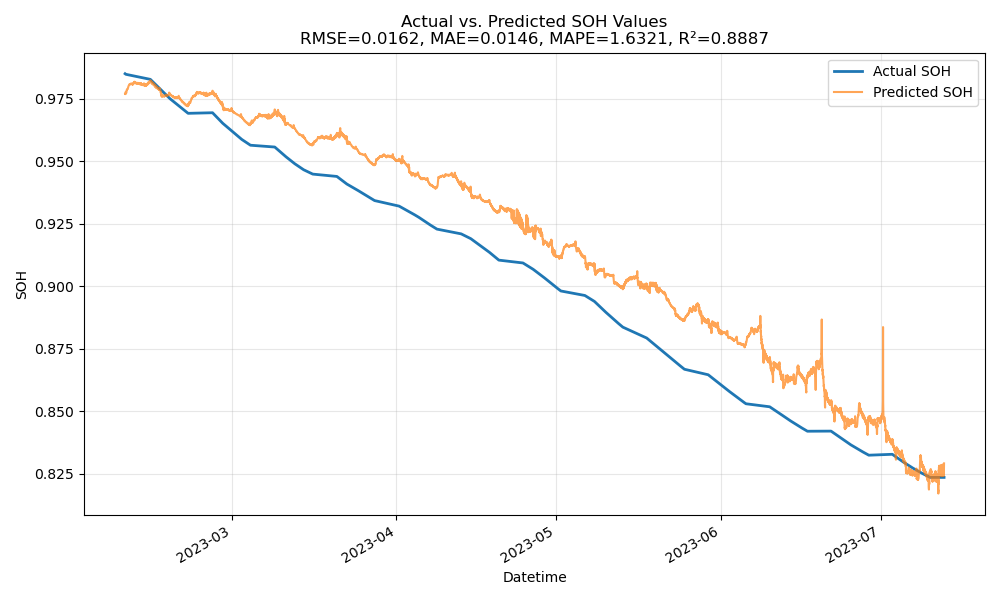 Actual vs. Predicted SOH Values
RMSE=0.0162, MAE=0.0146, MAPE=1.6321, R²=0.8887
Actual SOH
Predicted SOH
SOH
0.975
0.950
0.925
0.900
0.875
0.850
0.825
2023-03
2023-04
2023-05
2023-06
2023-07
Datetime